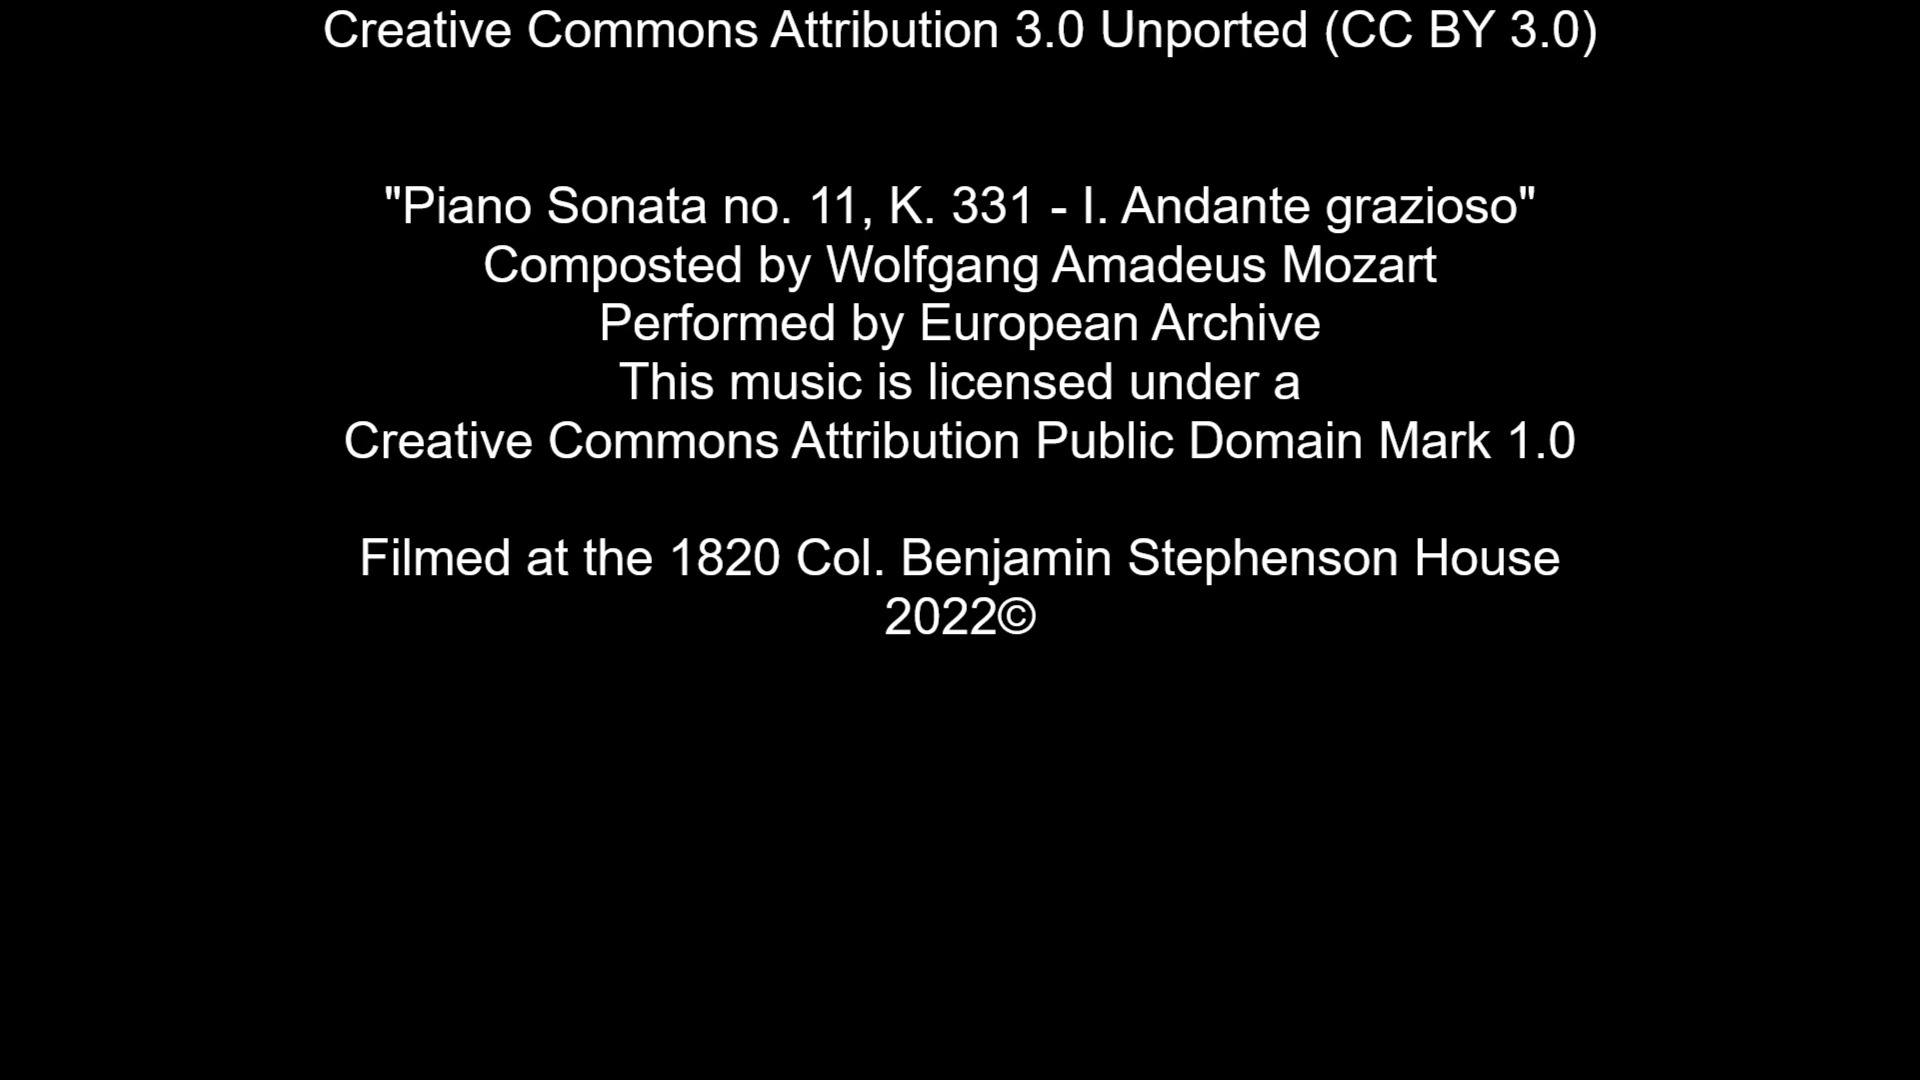 Creative Commons Attribution 3.0 Unported (CC BY 3.0)
"Piano Sonata no. 11, K. 331 - I. Andante grazioso"
Composted by Wolfgang Amadeus Mozart
Performed by European Archive
This music is licensed under a
Creative Commons Attribution Public Domain Mark 1.0
Filmed at the 1820 Col. Benjamin Stephenson House
2022©